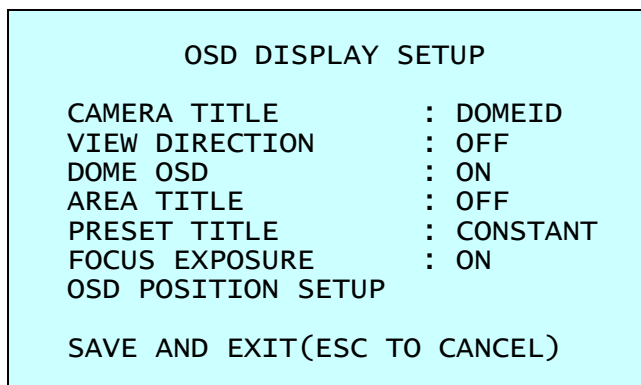 OSD DISPLAY SETUP
CAMERA TITLE : DOMEID
VIEW DIRECTION : OFF
DOME OSD : ON
AREA TITLE : OFF
PRESET TITLE : CONSTANT
FOCUS EXPOSURE : ON
OSD POSITION SETUP
SAVE AND EXIT(ESC TO CANCEL)